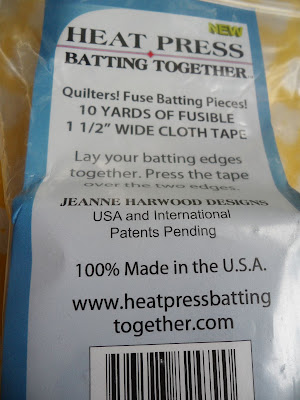 NEW
HEAT PRESS
BATTING TOGETHER™
Quilters! Fuse Batting Pieces!
10 YARDS OF FUSIBLE
1 1/2" WIDE CLOTH TAPE
Lay your batting edges
together. Press the tape
over the two edges.
JEANNE HARWOOD DESIGNS
USA and International
Patents Pending
100% Made in the U.S.A.
www.heatpressbatting
together.com